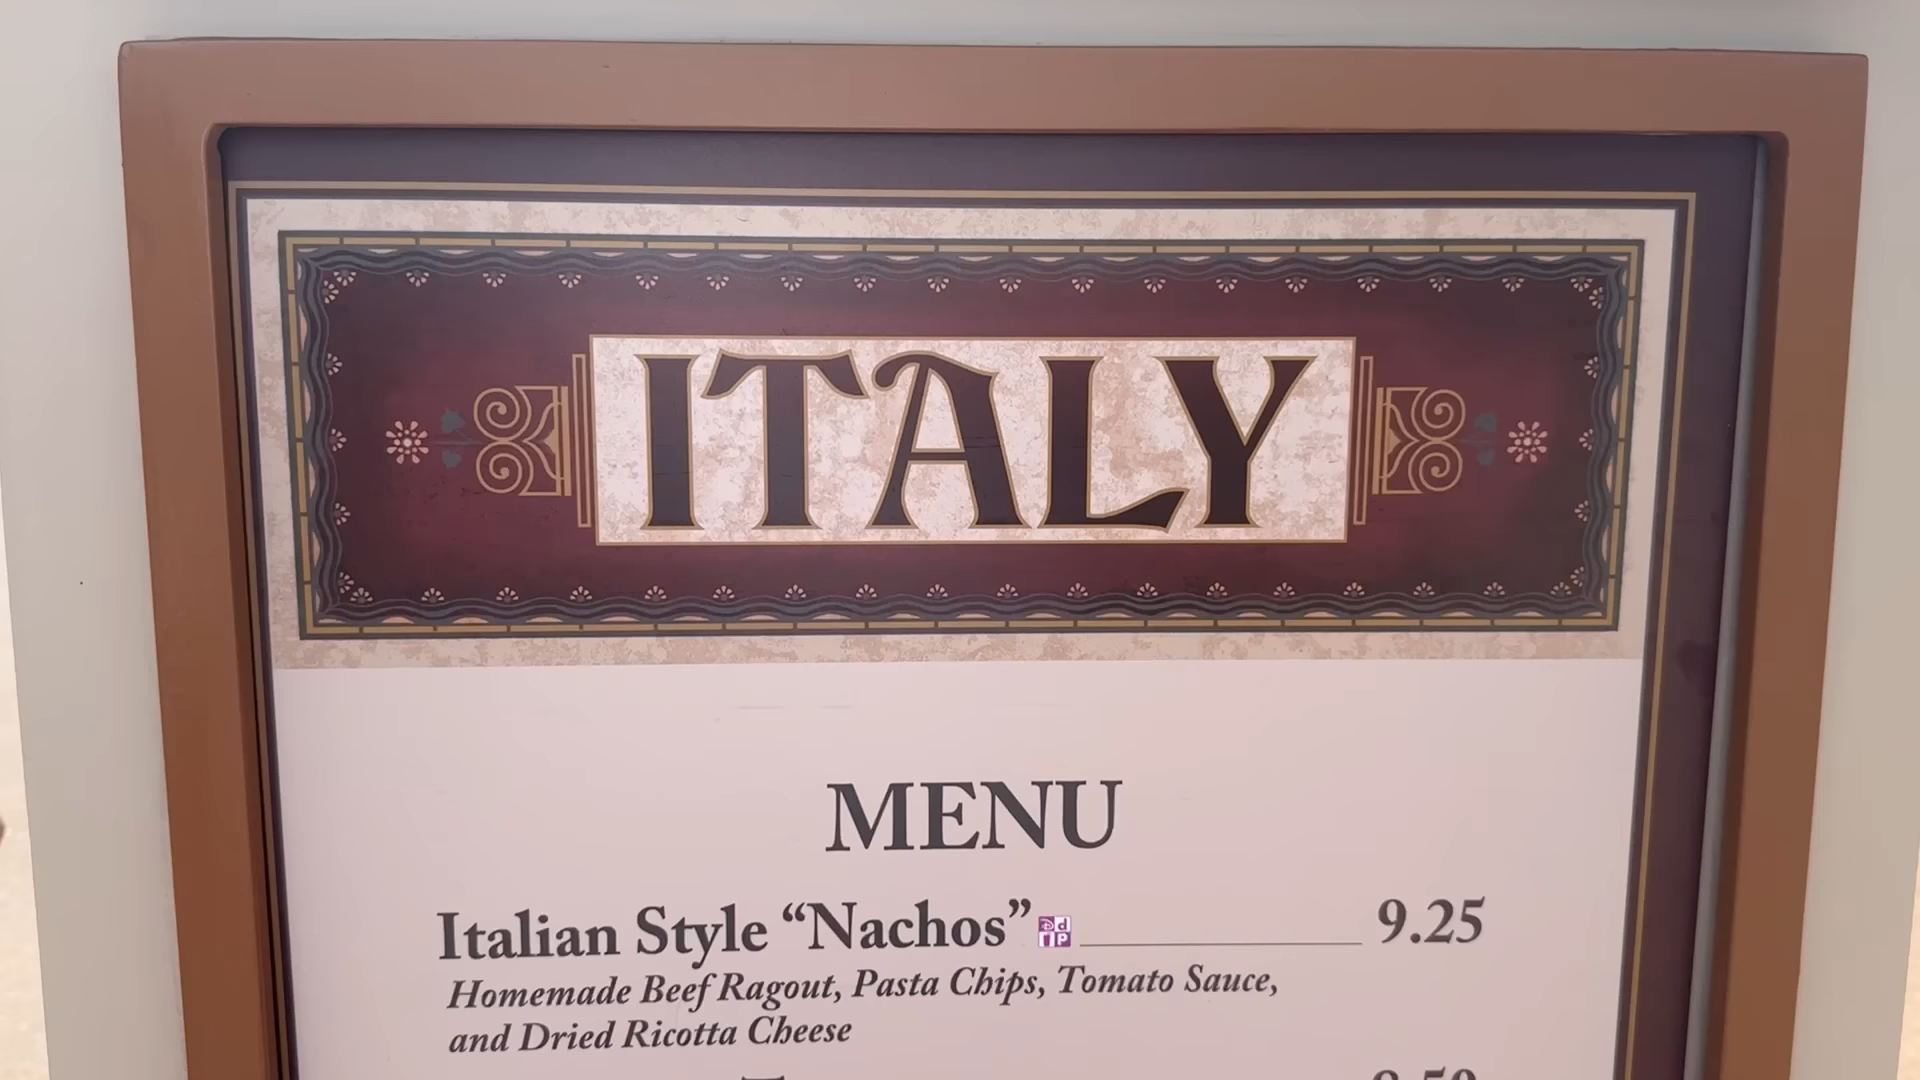 ITALY
MENU
Italian Style “Nachos” 9.25
Homemade Beef Ragout, Pasta Chips, Tomato Sauce,
and Dried Ricotta Cheese